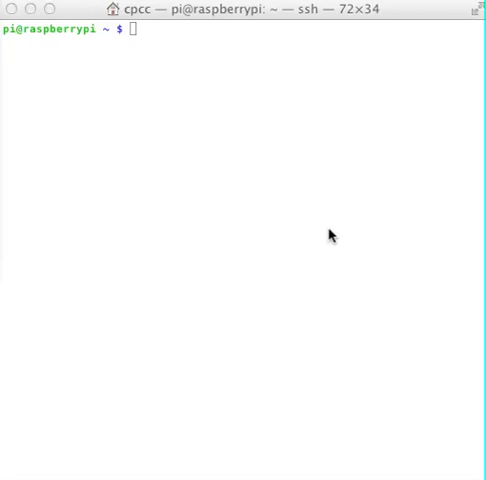 cpcc — pi@raspberrypi: ~ — ssh — 72×34
pi@raspberrypi ~ $